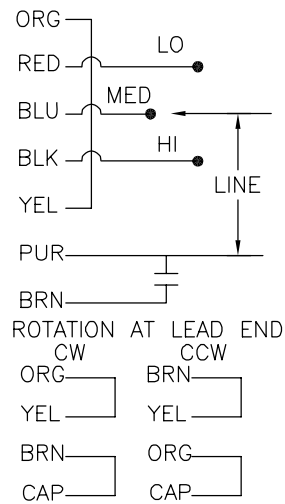 ORG
LO
RED
MED
BLU
HI
BLK
LINE
YEL
PUR
BRN
ROTATION AT LEAD END
CW CCW
ORG BRN
YEL YEL
BRN ORG
CAP CAP